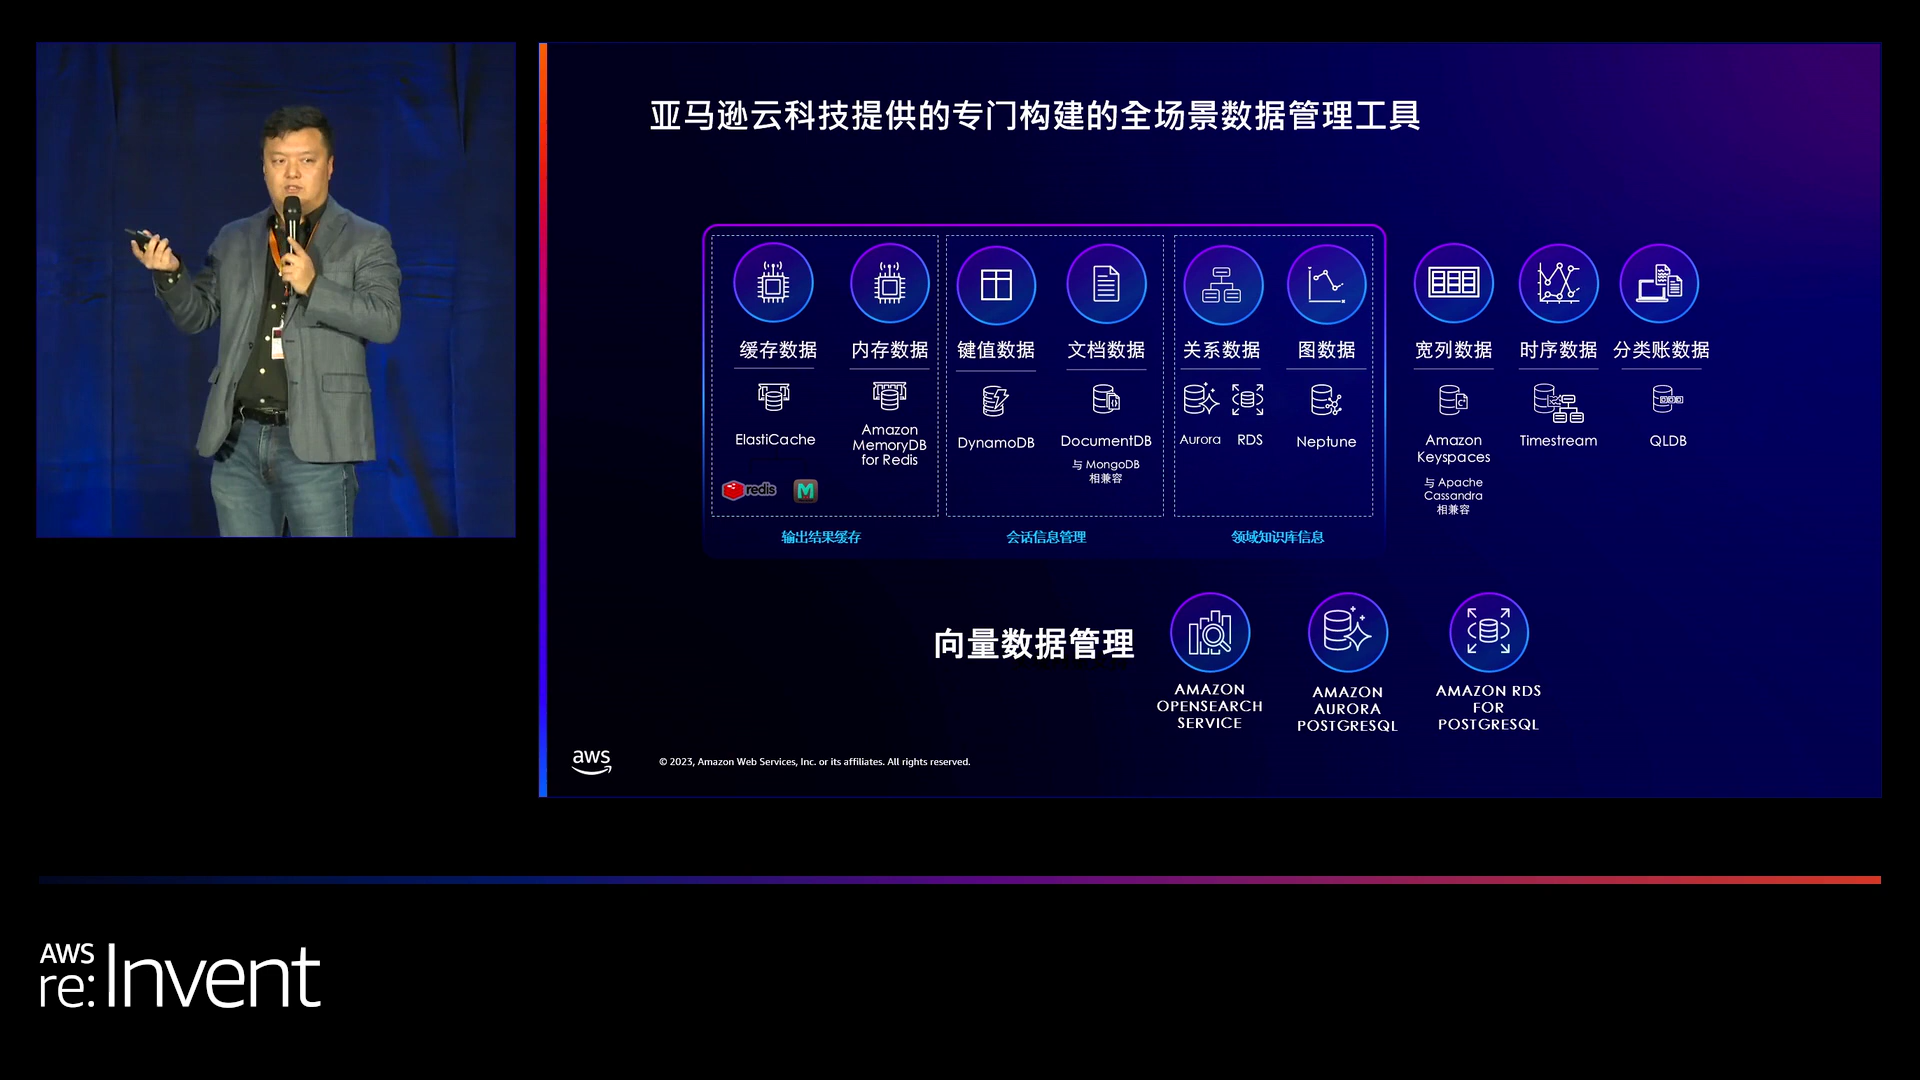 亚马逊云科技提供的专门构建的全场景数据管理工具
缓存数据
内存数据
键值数据
文档数据
关系数据
图数据
宽列数据
时序数据
分类账数据
ElastiCache
Amazon
MemoryDB
for Redis
DynamoDB
DocumentDB
与 MongoDB
相兼容
Aurora
RDS
Neptune
Amazon
Keyspaces
与 Apache
Cassandra
相兼容
Timestream
QLDB
redis
M
输出结果缓存
会话信息管理
领域知识库信息
向量数据管理
AMAZON
OPENSEARCH
SERVICE
AMAZON
AURORA
POSTGRESQL
AMAZON RDS
FOR
POSTGRESQL
aws
© 2023, Amazon Web Services, Inc. or its affiliates. All rights reserved.
AWS
re:Invent